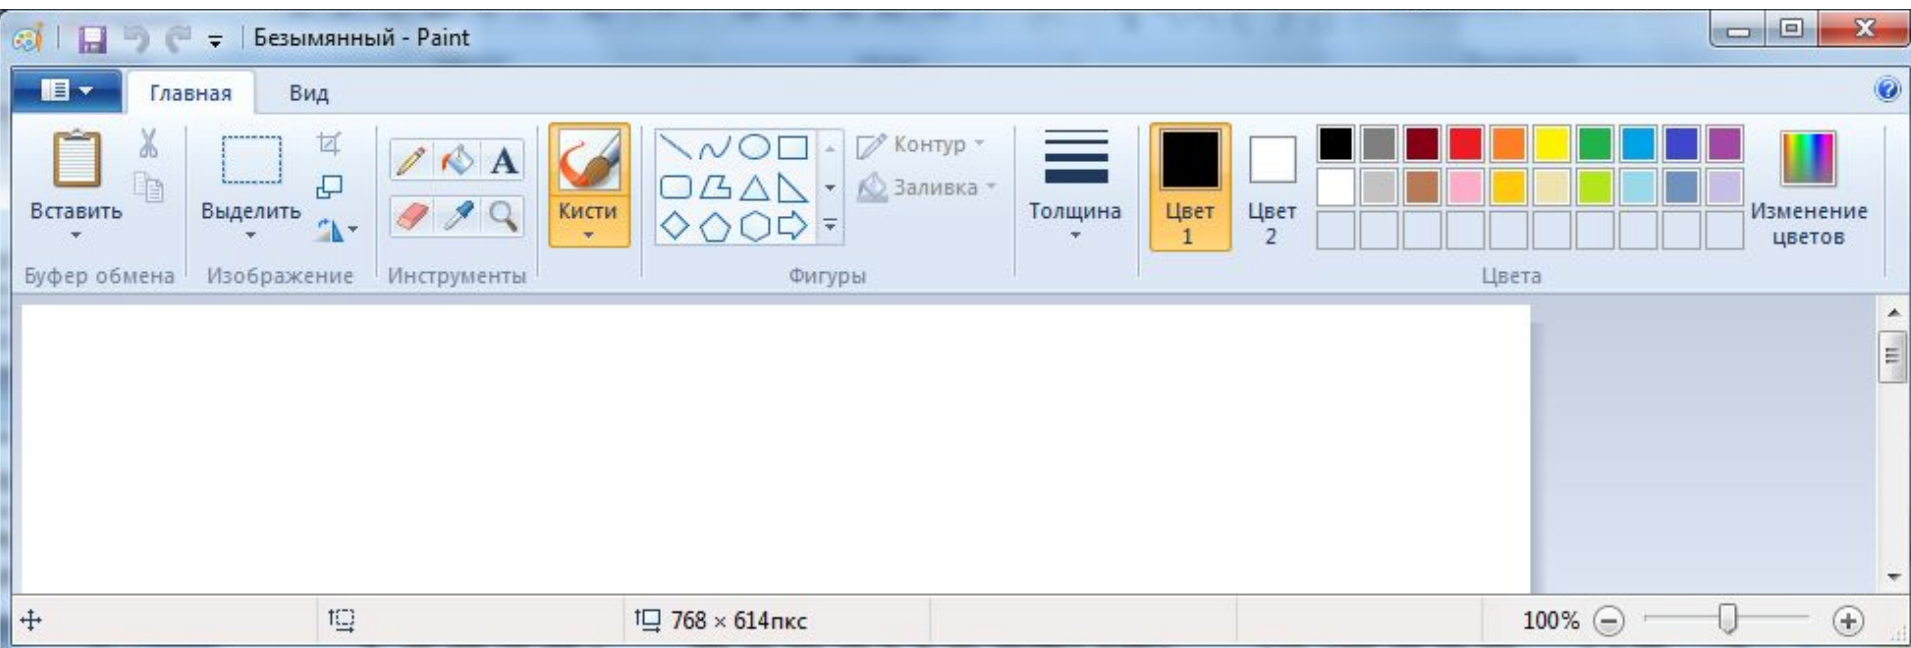 Безымянный - Paint
Главная
Вид
Вставить
Буфер обмена
Выделить
Изображение
A
Инструменты
Кисти
Контур
Заливка
Фигуры
Толщина
Цвет
1
Цвет
2
Изменение
цветов
Цвета
768 × 614пкс
100%